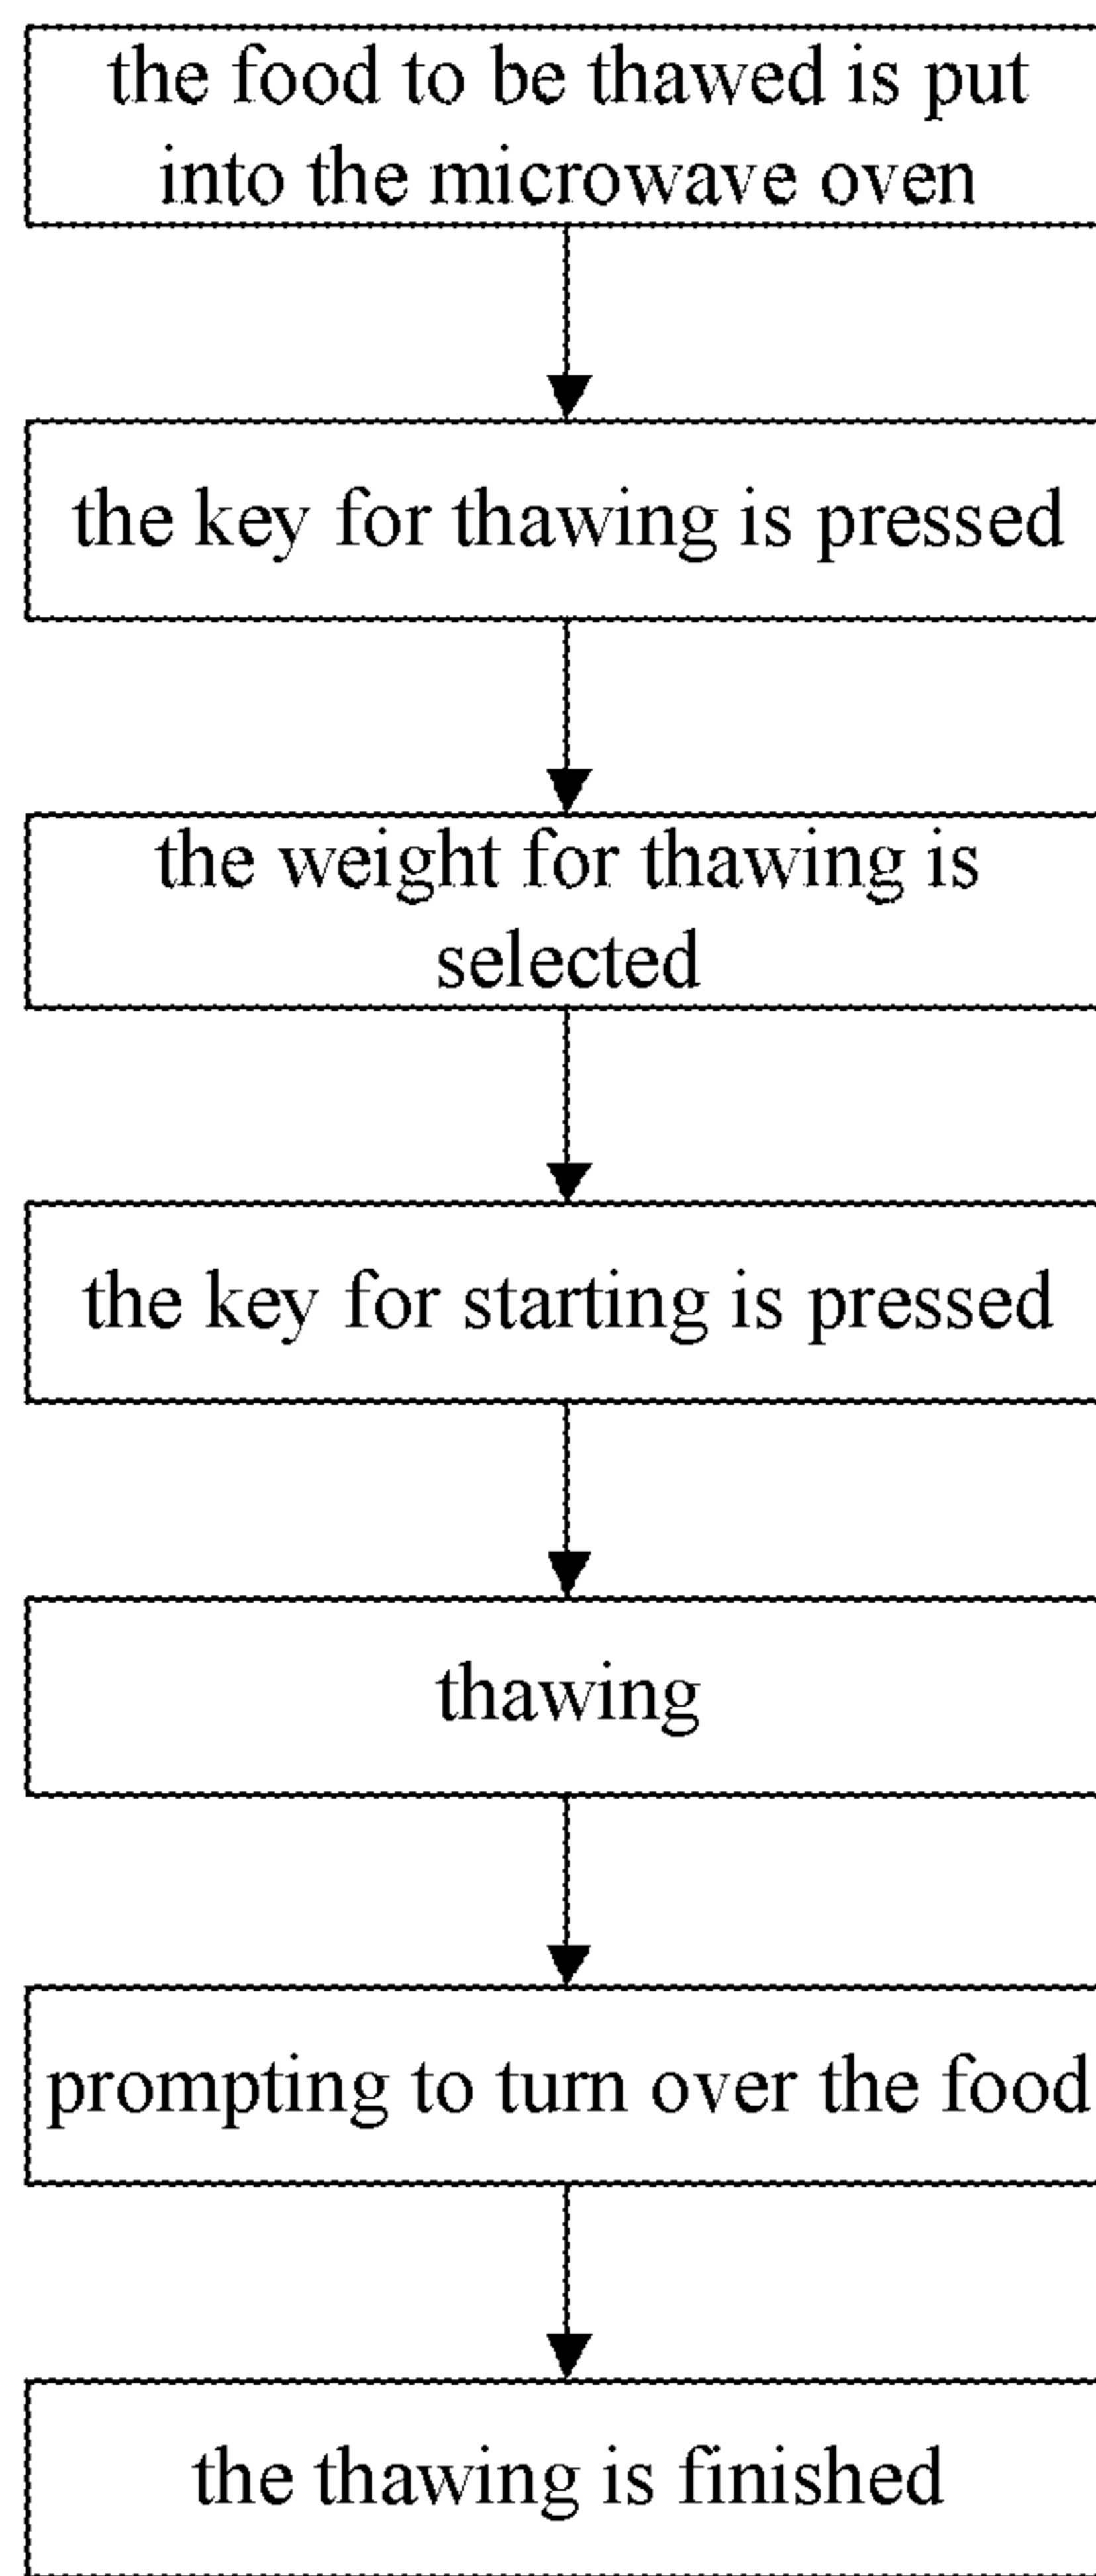 the food to be thawed is put
into the microwave oven
the key for thawing is pressed
the weight for thawing is
selected
the key for starting is pressed
thawing
prompting to turn over the food
the thawing is finished